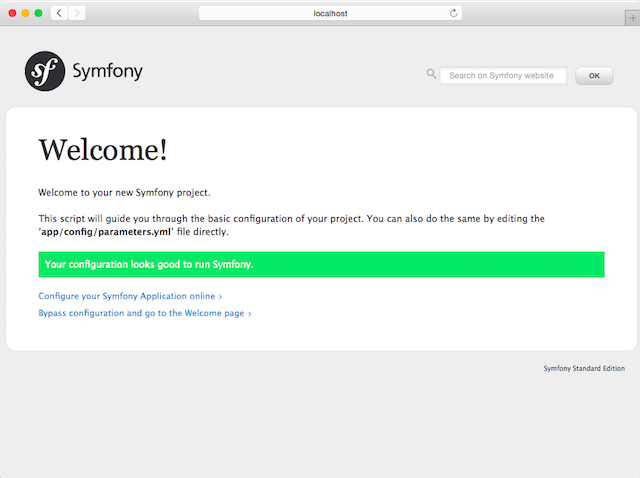 localhost
sf Symfony
Search on Symfony website OK
Welcome!
Welcome to your new Symfony project.
This script will guide you through the basic configuration of your project. You can also do the same by editing the
'app/config/parameters.yml' file directly.
Your configuration looks good to run Symfony.
Configure your Symfony Application online ›
Bypass configuration and go to the Welcome page ›
Symfony Standard Edition